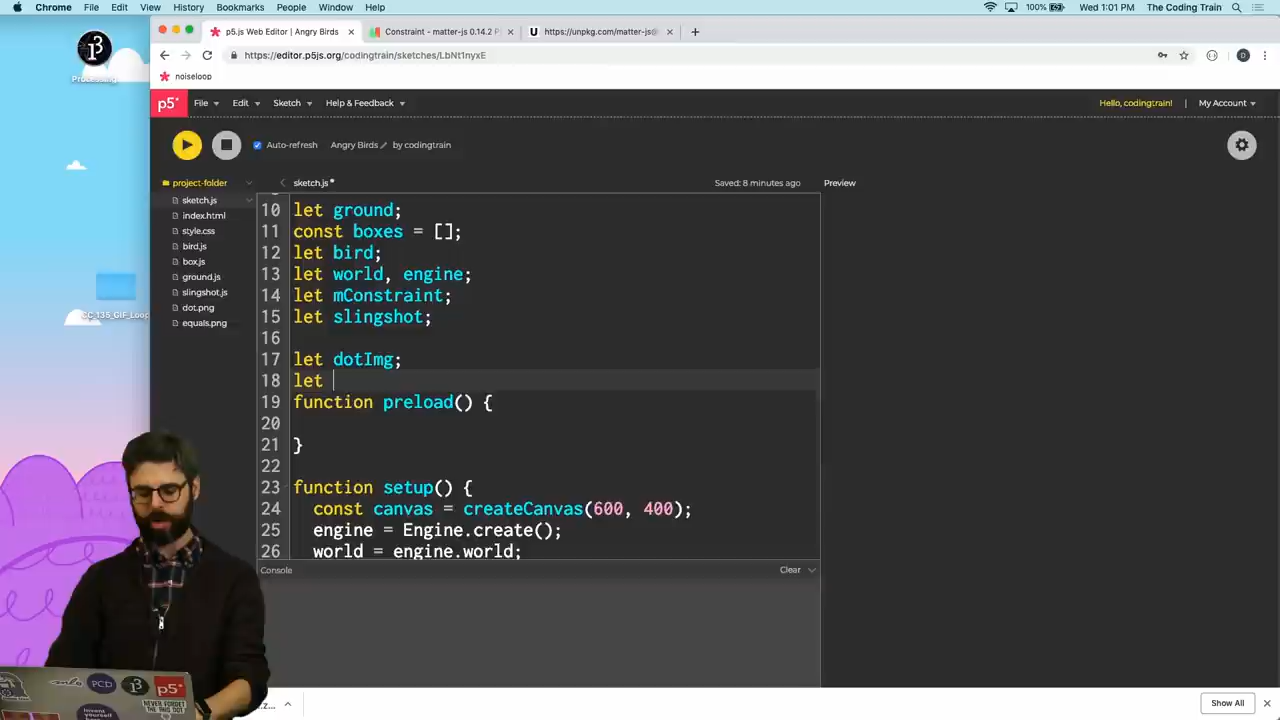 Chrome File Edit View History Bookmarks People Window Help
100% Wed 1:01 PM The Coding Train
p5.js Web Editor | Angry Birds
Constraint - matter-js 0.14.2 P
https://unpkg.com/matter-js@
https://editor.p5js.org/codingtrain/sketches/LbNt1nyxE
noiseloop
Processing
p5* File Edit Sketch Help & Feedback
Hello, codingtrain! | My Account
Auto-refresh Angry Birds by codingtrain
project-folder
sketch.js
index.html
style.css
bird.js
box.js
ground.js
slingshot.js
dot.png
equals.png
CC_135_GIF_Loop
sketch.js
Saved: 8 minutes ago
Preview
10 let ground;
11 const boxes = [];
12 let bird;
13 let world, engine;
14 let mConstraint;
15 let slingshot;
16
17 let dotImg;
18 let
19 function preload() {
20
21 }
22
23 function setup() {
24 const canvas = createCanvas(600, 400);
25 engine = Engine.create();
26 world = engine.world;
Console
Clear
.z...
Show All
PCD
p5*
NEVER FORGET
THIS DOT
Invent
yourself